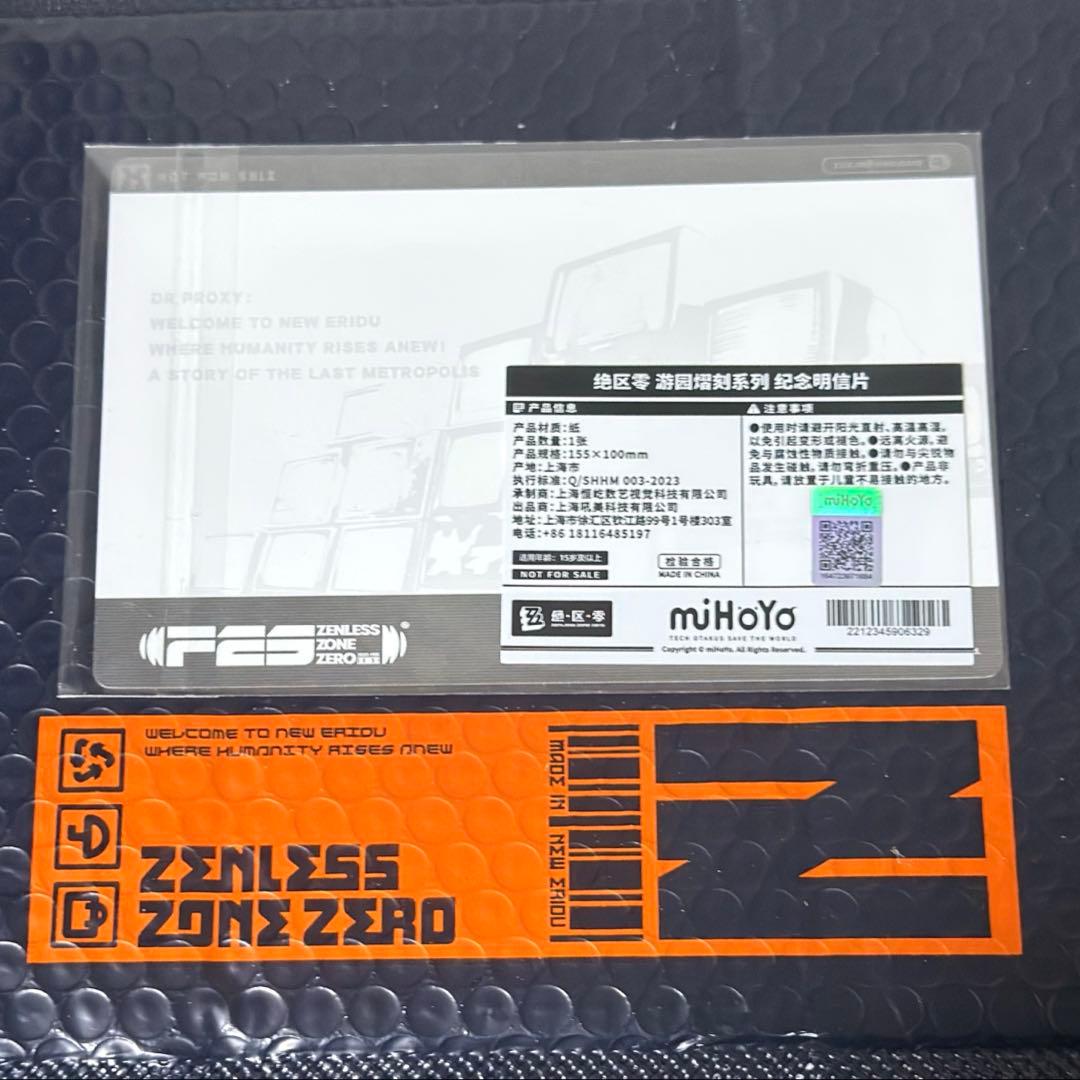 NOT FOR SALE
DR PROXY:
WELCOME TO NEW ERIDU
WHERE HUMANITY RISES ANEW!
A STORY OF THE LAST METROPOLIS
绝区零 游园熠刻系列 纪念明信片
产品信息
产品材质:纸
产品数量:1张
产品规格:155×100mm
产地:上海市
执行标准:Q/SHHM 003-2023
承制商:上海恒屹数艺视觉科技有限公司
出品商:上海吼美科技有限公司
地址:上海市徐汇区钦江路99号1号楼303室
电话:+86 18116485197
适用年龄:15岁及以上
NOT FOR SALE
检验合格
MADE IN CHINA
注意事项
●使用时请避开阳光直射、高温高湿,
以免引起变形或褪色。●远离火源,避
免与腐蚀性物质接触。●请勿与尖锐物
品发生碰触,请勿弯折重压。●产品非
玩具,请放置于儿童不易接触的地方。
miHoYo
绝-区-零
miHoYo
TECH OTAKUS SAVE THE WORLD
Copyright © miHoYo. All Rights Reserved.
2212345906329
FES
ZENLESS
ZONE
ZERO
WELCOME TO NEW ERIDU
WHERE HUMANITY RISES ANEW
ZENLESS
ZONE ZERO
MADE IN NEW ERIDU